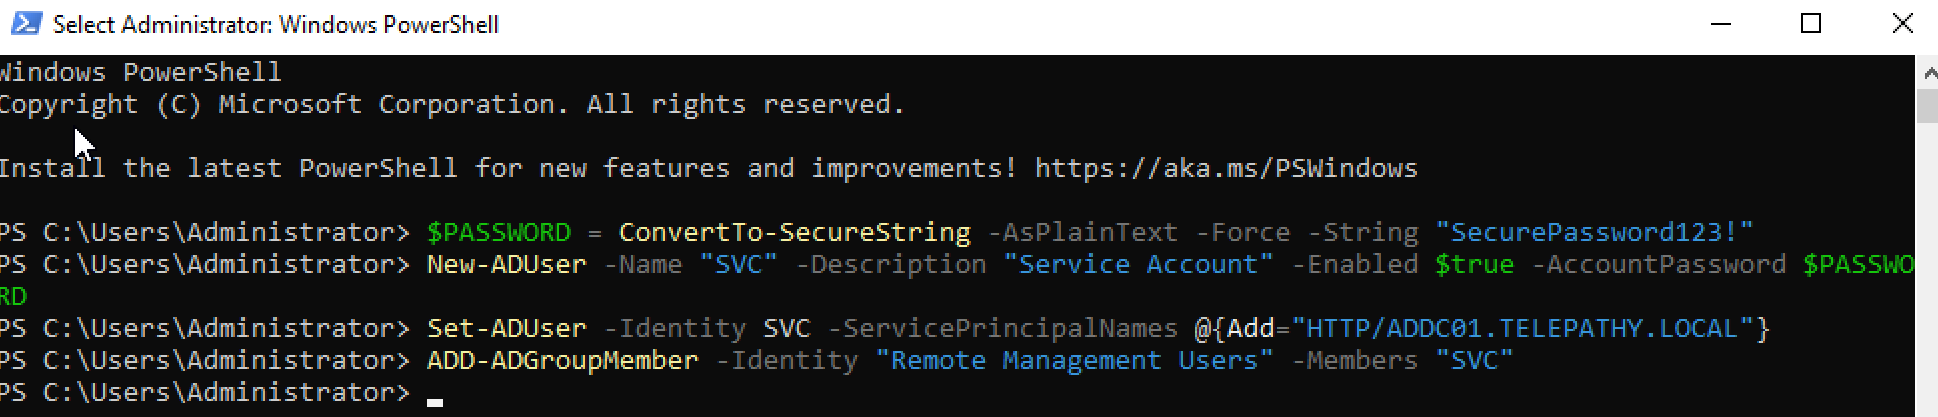 Select Administrator: Windows PowerShell
Windows PowerShell
Copyright (C) Microsoft Corporation. All rights reserved.
Install the latest PowerShell for new features and improvements! https://aka.ms/PSWindows
PS C:\Users\Administrator> $PASSWORD = ConvertTo-SecureString -AsPlainText -Force -String "SecurePassword123!"
PS C:\Users\Administrator> New-ADUser -Name "SVC" -Description "Service Account" -Enabled $true -AccountPassword $PASSWO
RD
PS C:\Users\Administrator> Set-ADUser -Identity SVC -ServicePrincipalNames @{Add="HTTP/ADDC01.TELEPATHY.LOCAL"}
PS C:\Users\Administrator> ADD-ADGroupMember -Identity "Remote Management Users" -Members "SVC"
PS C:\Users\Administrator>